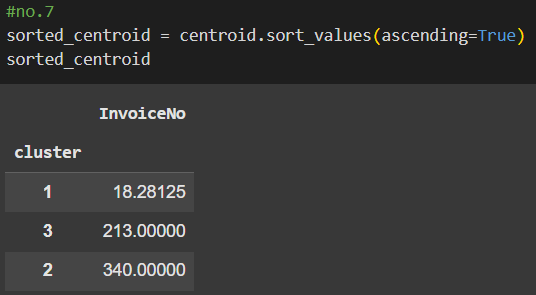 #no.7
sorted_centroid = centroid.sort_values(ascending=True)
sorted_centroid
InvoiceNo
cluster
1 18.28125
3 213.00000
2 340.00000